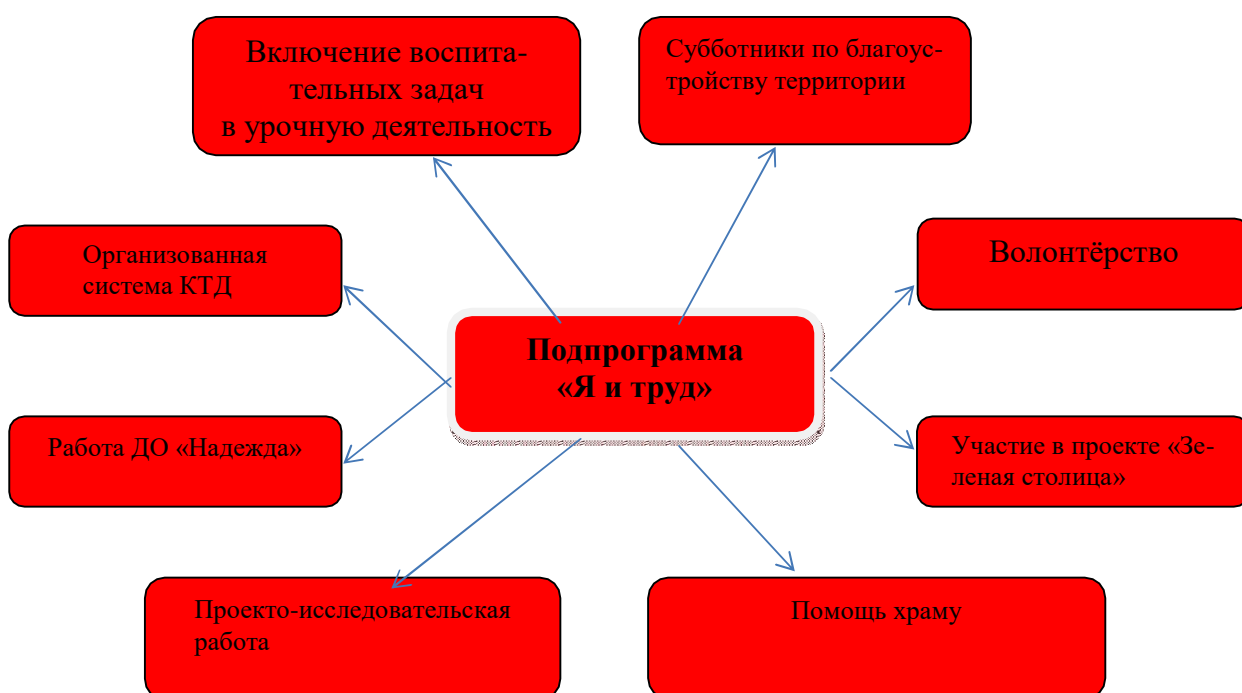 Включение воспита-
тельных задач
в урочную деятельность
Субботники по благоус-
тройству территории
Организованная
система КТД
Волонтёрство
Подпрограмма
«Я и труд»
Работа ДО «Надежда»
Участие в проекте «Зе-
леная столица»
Проекто-исследовательская
работа
Помощь храму